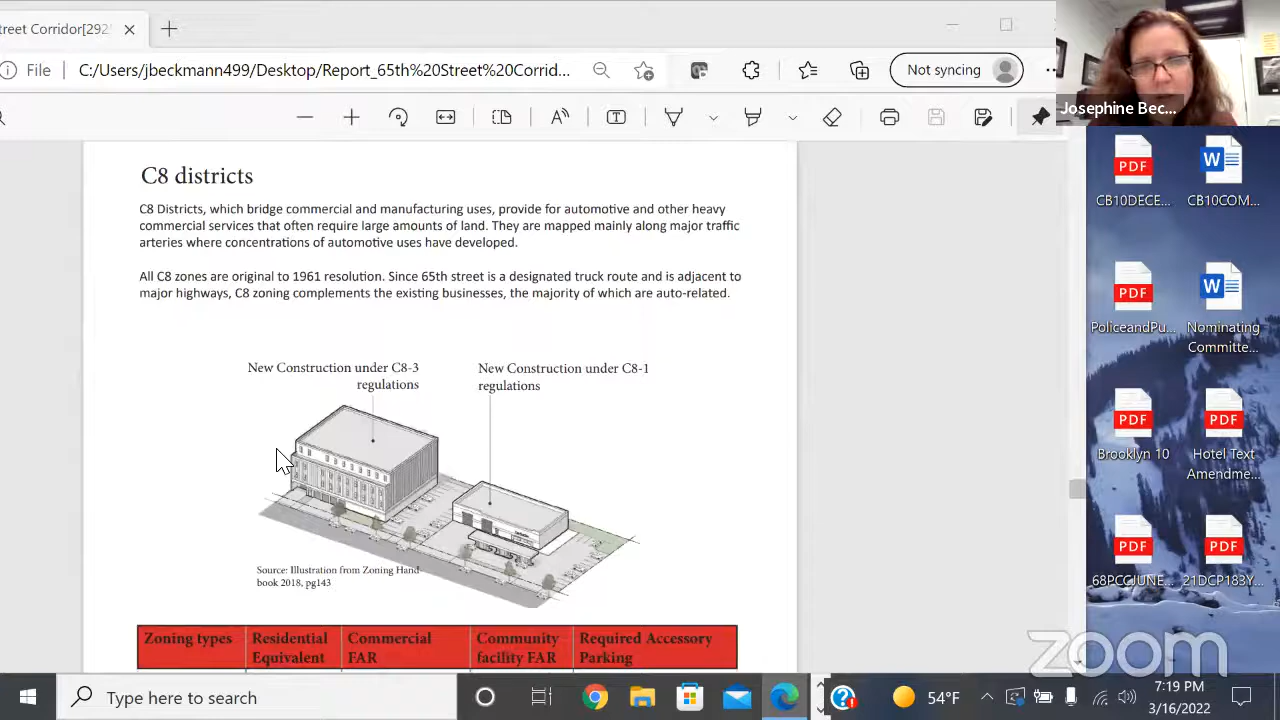 treet Corridor[292
File
C:/Users/jbeckmann499/Desktop/Report_65th%20Street%20Corrid...
Not syncing
Josephine Bec...
C8 districts
C8 Districts, which bridge commercial and manufacturing uses, provide for automotive and other heavy
commercial services that often require large amounts of land. They are mapped mainly along major traffic
arteries where concentrations of automotive uses have developed.
All C8 zones are original to 1961 resolution. Since 65th street is a designated truck route and is adjacent to
major highways, C8 zoning complements the existing businesses, the majority of which are auto-related.
New Construction under C8-3
regulations
New Construction under C8-1
regulations
Source: Illustration from Zoning Hand
book 2018, pg143
Zoning types
Residential
Equivalent
Commercial
FAR
Community
facility FAR
Required Accessory
Parking
PDF
CB10DECE...
W
CB10COM...
PDF
PoliceandPu...
W
Nominating
Committe...
PDF
Brooklyn 10
PDF
Hotel Text
Amendme...
PDF
68PCCJUNE...
PDF
21DCP183Y...
zoom
Type here to search
54°F
7:19 PM
3/16/2022